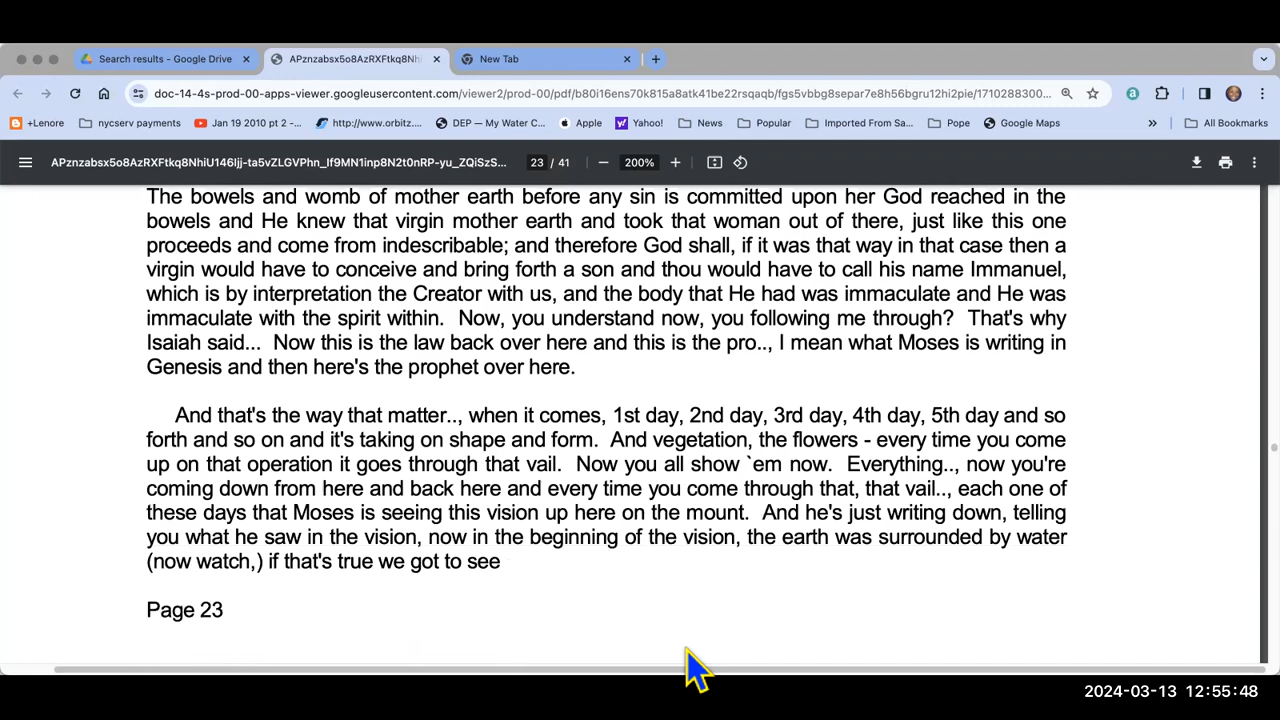 Search results - Google Drive
APznzabsx5o8AzRXFtkq8Nh
New Tab
doc-14-4s-prod-00-apps-viewer.googleusercontent.com/viewer2/prod-00/pdf/b80i16ens70k815a8atk41be22rsqaqb/fgs5vbbg8separ7e8h56bgru12hi2pie/1710288300...
+Lenore
nycserv payments
Jan 19 2010 pt 2 -...
http://www.orbitz....
DEP — My Water C...
Apple
Yahoo!
News
Popular
Imported From Sa...
Pope
Google Maps
All Bookmarks
APznzabsx5o8AzRXFtkq8NhiU146Ijj-ta5vZLGVPhn_If9MN1inp8N2t0nRP-yu_ZQiSzS...
23 / 41
200%
The bowels and womb of mother earth before any sin is committed upon her God reached in the
bowels and He knew that virgin mother earth and took that woman out of there, just like this one
proceeds and come from indescribable; and therefore God shall, if it was that way in that case then a
virgin would have to conceive and bring forth a son and thou would have to call his name Immanuel,
which is by interpretation the Creator with us, and the body that He had was immaculate and He was
immaculate with the spirit within. Now, you understand now, you following me through? That's why
Isaiah said... Now this is the law back over here and this is the pro.., I mean what Moses is writing in
Genesis and then here's the prophet over here.
And that's the way that matter.., when it comes, 1st day, 2nd day, 3rd day, 4th day, 5th day and so
forth and so on and it's taking on shape and form. And vegetation, the flowers - every time you come
up on that operation it goes through that vail. Now you all show `em now. Everything.., now you're
coming down from here and back here and every time you come through that, that vail.., each one of
these days that Moses is seeing this vision up here on the mount. And he's just writing down, telling
you what he saw in the vision, now in the beginning of the vision, the earth was surrounded by water
(now watch,) if that's true we got to see
Page 23
2024-03-13 12:55:48